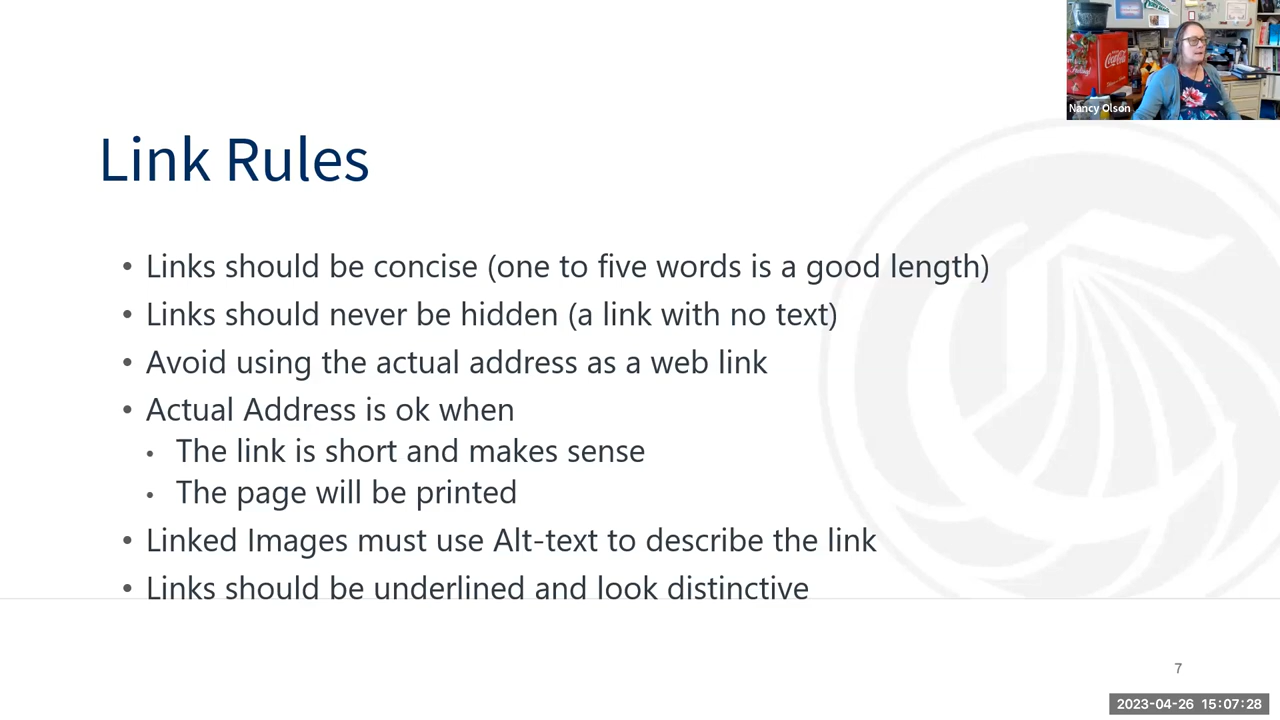 Coca-Cola
Nancy Olson
Link Rules
• Links should be concise (one to five words is a good length)
• Links should never be hidden (a link with no text)
• Avoid using the actual address as a web link
• Actual Address is ok when
• The link is short and makes sense
• The page will be printed
• Linked Images must use Alt-text to describe the link
• Links should be underlined and look distinctive
7
2023-04-26 15:07:28